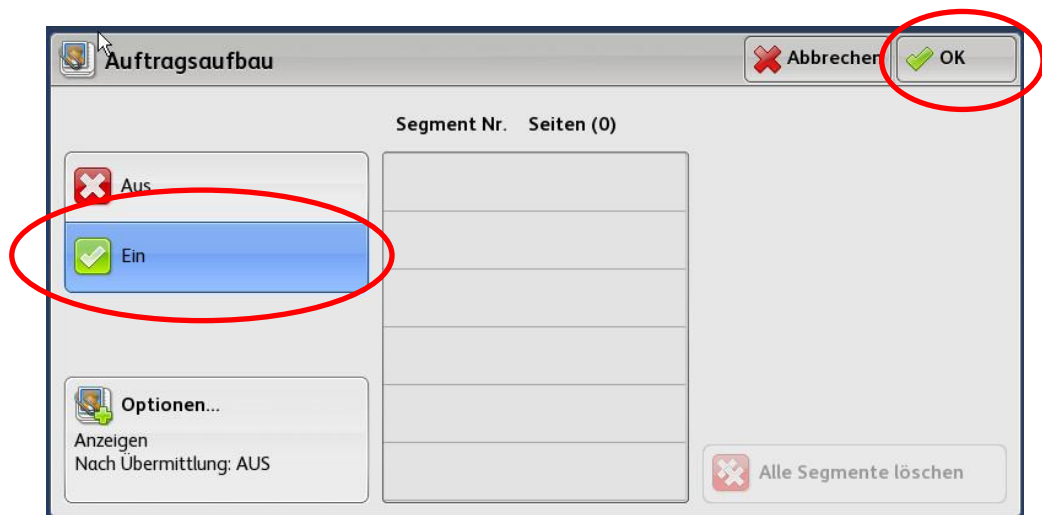 Auftragsaufbau
Abbrechen
OK
Segment Nr. Seiten (0)
Aus
Ein
Optionen...
Anzeigen
Nach Übermittlung: AUS
Alle Segmente löschen